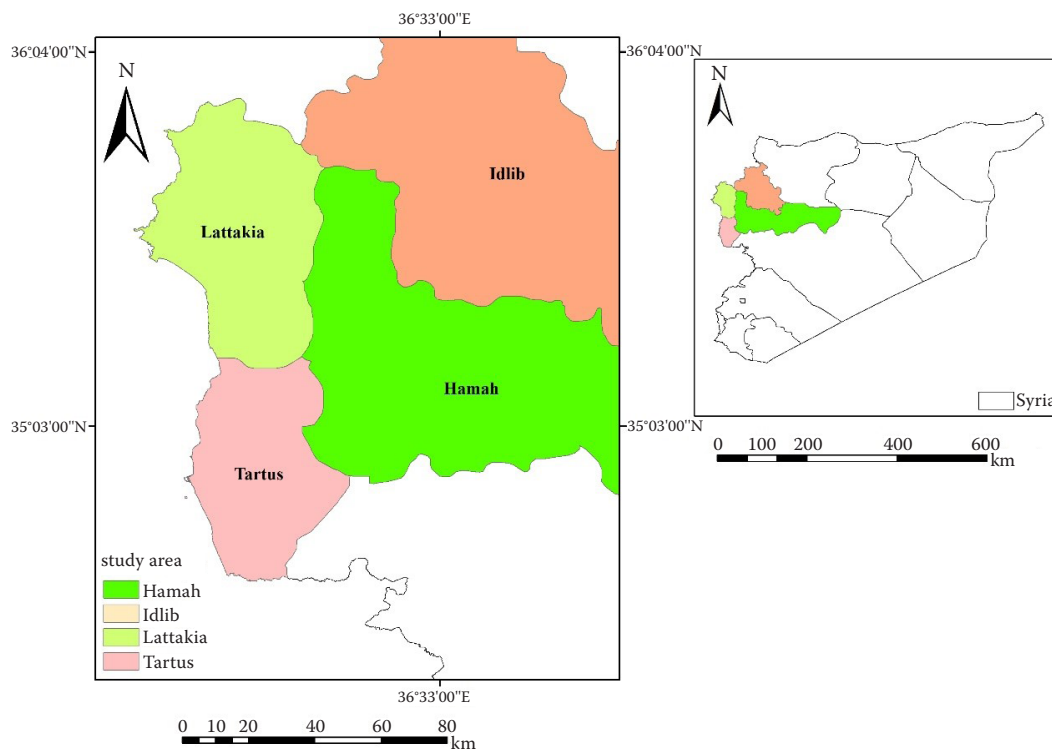 36°33'00"E
36°04'00"N
36°04'00"N
N
Idlib
Lattakia
Hamah
35°03'00"N
35°03'00"N
Tartus
study area
Hamah
Idlib
Lattakia
Tartus
36°33'00"E
0 10 20 40 60 80
km
N
Syria
0 100 200 400 600
km